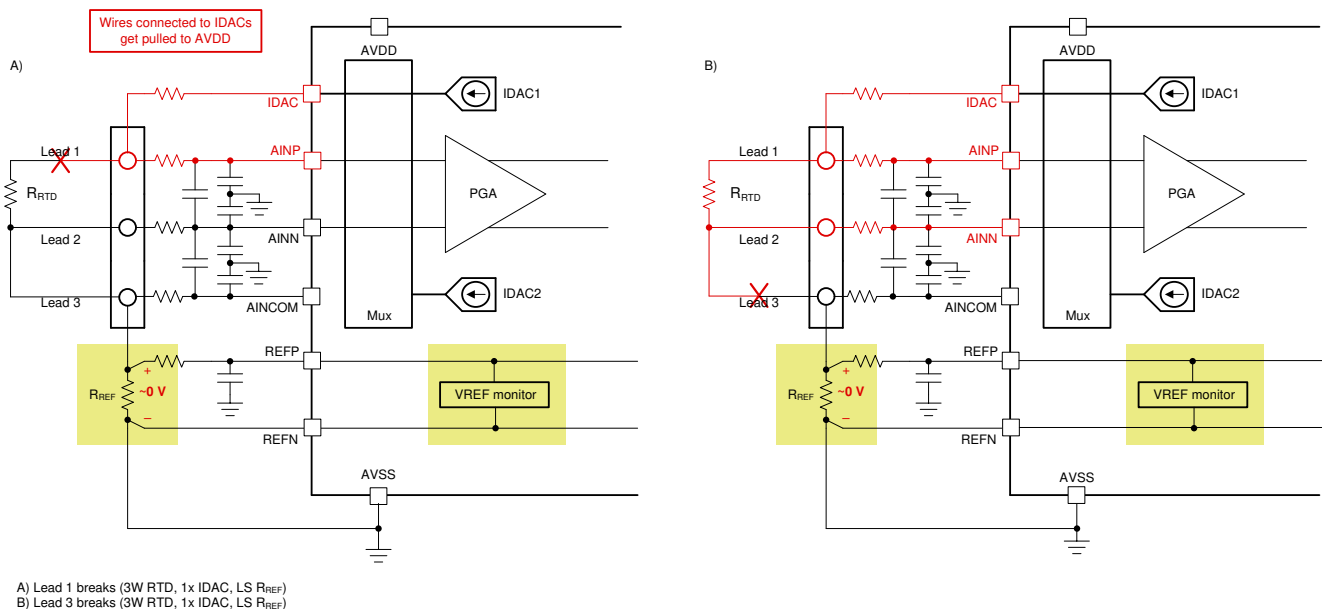 Wires connected to IDACs
get pulled to AVDD
A)
AVDD
IDAC
IDAC1
Lead 1
AINP
RRTD
PGA
Lead 2
AINN
Lead 3
AINCOM
IDAC2
Mux
REFP
RREF
+
~0 V
–
VREF monitor
REFN
AVSS
B)
AVDD
IDAC
IDAC1
Lead 1
AINP
RRTD
PGA
Lead 2
AINN
Lead 3
AINCOM
IDAC2
Mux
REFP
RREF
+
~0 V
–
VREF monitor
REFN
AVSS
A) Lead 1 breaks (3W RTD, 1x IDAC, LS RREF)
B) Lead 3 breaks (3W RTD, 1x IDAC, LS RREF)